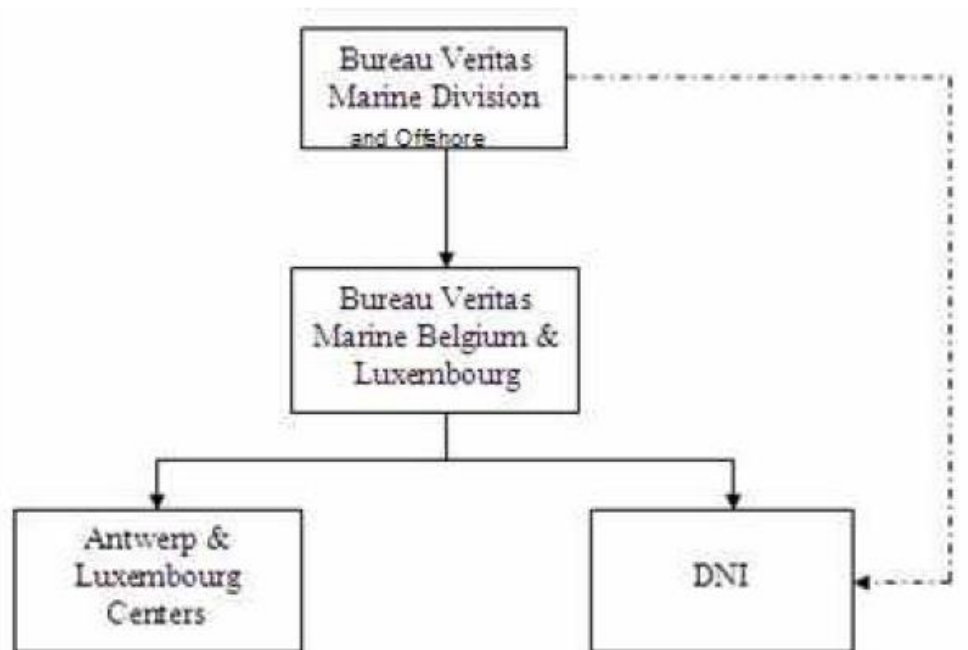 Bureau Veritas
Marine Division
and Offshore
Bureau Veritas
Marine Belgium &
Luxembourg
Antwerp &
Luxembourg
Centers
DNI